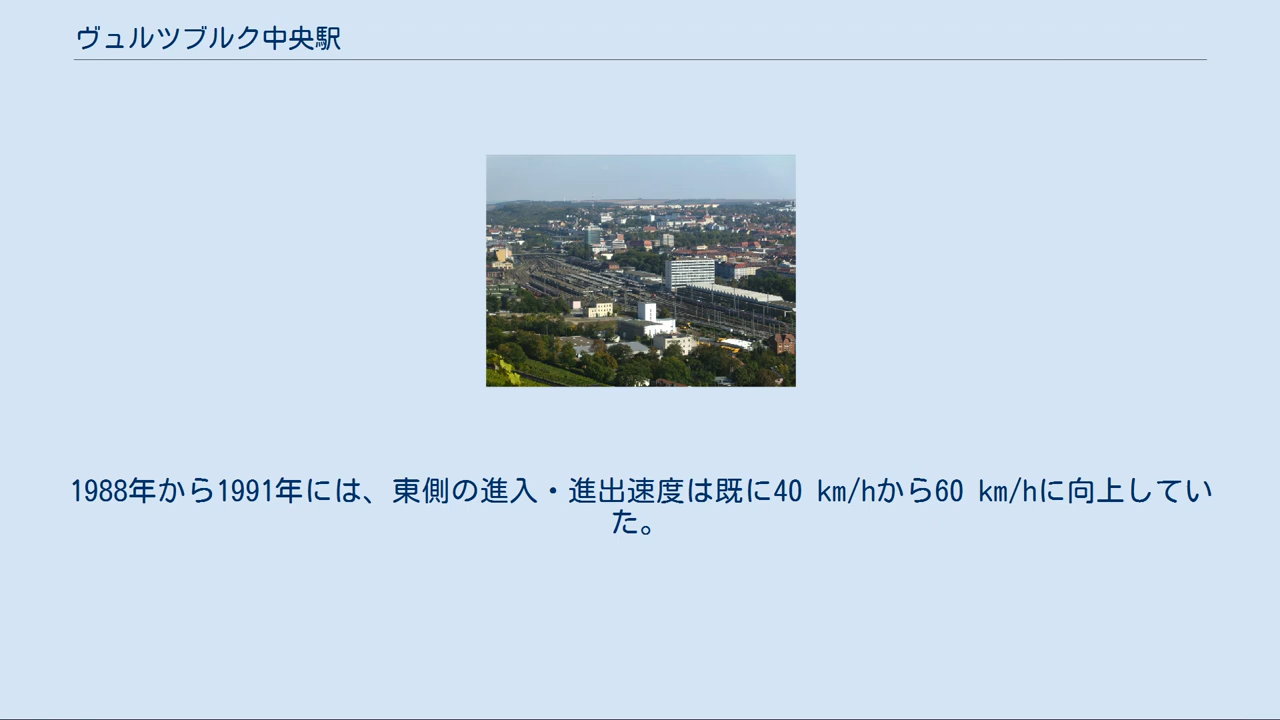 ヴュルツブルク中央駅
1988年から1991年には、東側の進入・進出速度は既に40 km/hから60 km/hに向上してい
た。